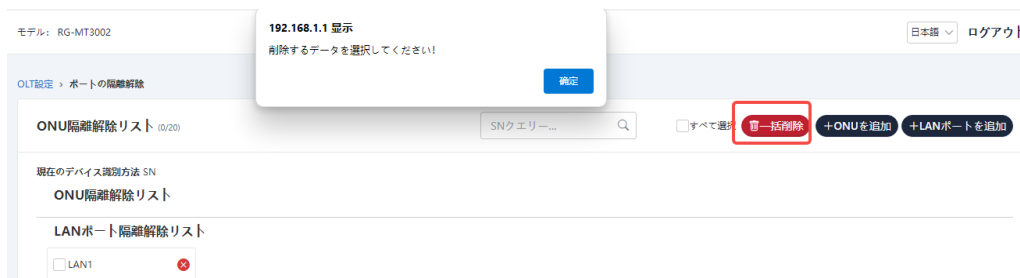 192.168.1.1 显示
削除するデータを選択してください!
确定
モデル: RG-MT3002
日本語
ログアウト
OLT設定 › ポートの隔離解除
ONU隔離解除リスト (0/20)
SNクエリー...
すべて選択
一括削除
+ONUを追加
+LANポートを追加
現在のデバイス識別方法 SN
ONU隔離解除リスト
LANポート隔離解除リスト
LAN1